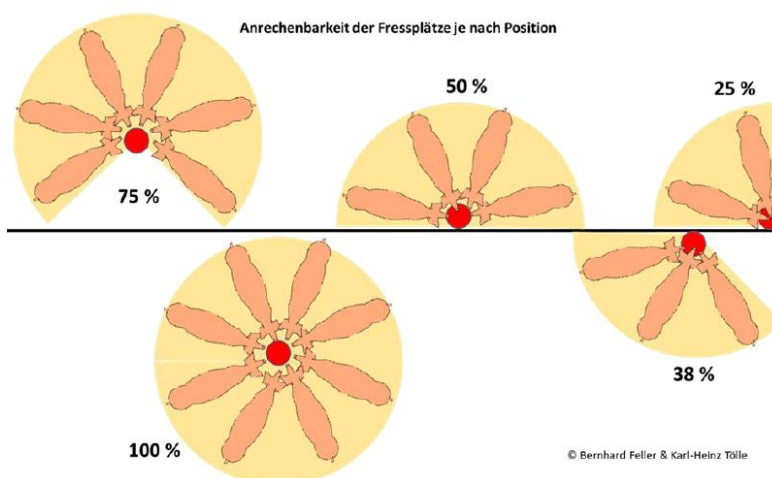 Anrechenbarkeit der Fressplätze je nach Position
50 %
25 %
75 %
38 %
100 %
© Bernhard Feller & Karl-Heinz Tölle